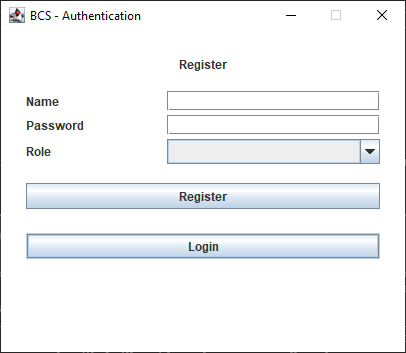 BCS - Authentication
Register
Name
Password
Role
Register
Login